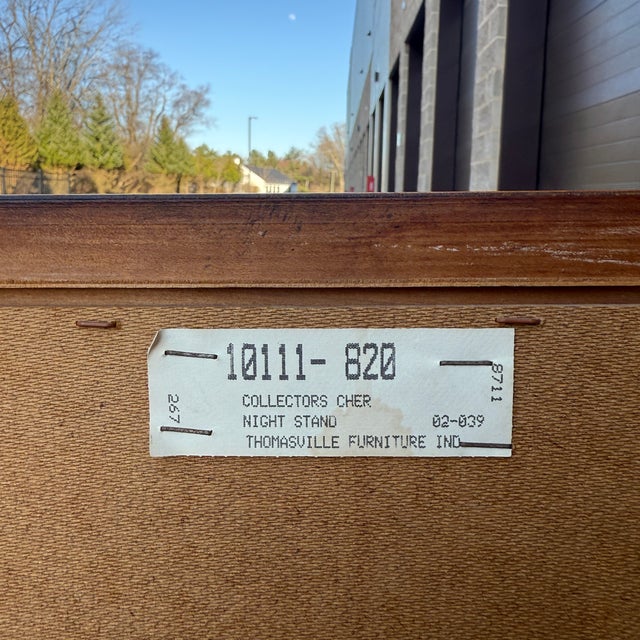 10111- 820
COLLECTORS CHER
NIGHT STAND 02-039
THOMASVILLE FURNITURE IND
267
8711